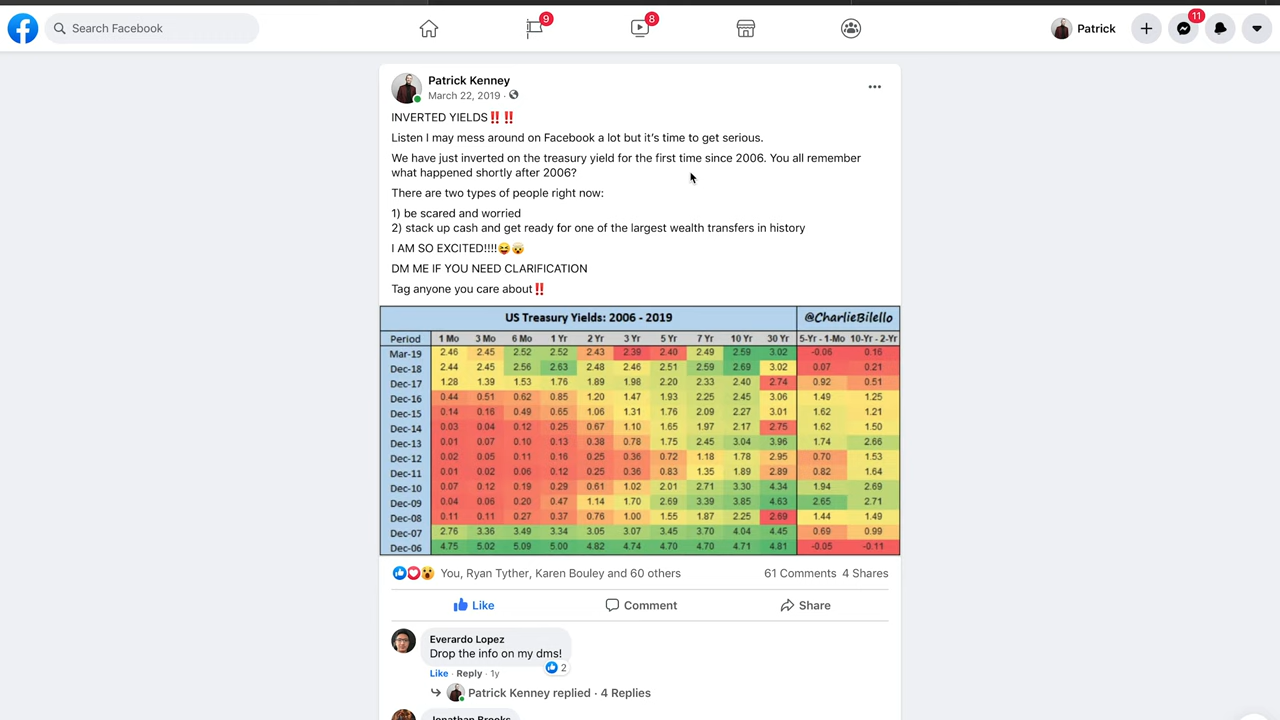 Search Facebook
9
8
Patrick
11
Patrick Kenney
March 22, 2019 ·
INVERTED YIELDS‼️ ‼️
Listen I may mess around on Facebook a lot but it's time to get serious.
We have just inverted on the treasury yield for the first time since 2006. You all remember
what happened shortly after 2006?
There are two types of people right now:
1) be scared and worried
2) stack up cash and get ready for one of the largest wealth transfers in history
I AM SO EXCITED!!!!😝🤯
DM ME IF YOU NEED CLARIFICATION
Tag anyone you care about‼️
US Treasury Yields: 2006 - 2019 @CharlieBilello
Period 1 Mo 3 Mo 6 Mo 1 Yr 2 Yr 3 Yr 5 Yr 7 Yr 10 Yr 30 Yr 5-Yr - 1-Mo 10-Yr - 2-Yr
Mar-19 2.46 2.45 2.52 2.52 2.43 2.39 2.40 2.49 2.59 3.02 -0.06 0.16
Dec-18 2.44 2.45 2.56 2.63 2.48 2.46 2.51 2.59 2.69 3.02 0.07 0.21
Dec-17 1.28 1.39 1.53 1.76 1.89 1.98 2.20 2.33 2.40 2.74 0.92 0.51
Dec-16 0.44 0.51 0.62 0.85 1.20 1.47 1.93 2.25 2.45 3.06 1.49 1.25
Dec-15 0.14 0.16 0.49 0.65 1.06 1.31 1.76 2.09 2.27 3.01 1.62 1.21
Dec-14 0.03 0.04 0.12 0.25 0.67 1.10 1.65 1.97 2.17 2.75 1.62 1.50
Dec-13 0.01 0.07 0.10 0.13 0.38 0.78 1.75 2.45 3.04 3.96 1.74 2.66
Dec-12 0.02 0.05 0.11 0.16 0.25 0.36 0.72 1.18 1.78 2.95 0.70 1.53
Dec-11 0.01 0.02 0.06 0.12 0.25 0.36 0.83 1.35 1.89 2.89 0.82 1.64
Dec-10 0.07 0.12 0.19 0.29 0.61 1.02 2.01 2.71 3.30 4.34 1.94 2.69
Dec-09 0.04 0.06 0.20 0.47 1.14 1.70 2.69 3.39 3.85 4.63 2.65 2.71
Dec-08 0.11 0.11 0.27 0.37 0.76 1.00 1.55 1.87 2.25 2.69 1.44 1.49
Dec-07 2.76 3.36 3.49 3.34 3.05 3.07 3.45 3.70 4.04 4.45 0.69 0.99
Dec-06 4.75 5.02 5.09 5.00 4.82 4.74 4.70 4.70 4.71 4.81 -0.05 -0.11
You, Ryan Tyther, Karen Bouley and 60 others 61 Comments 4 Shares
Like Comment Share
Everardo Lopez
Drop the info on my dms!
2
Like · Reply · 1y
Patrick Kenney replied · 4 Replies
Jonathan Brooks